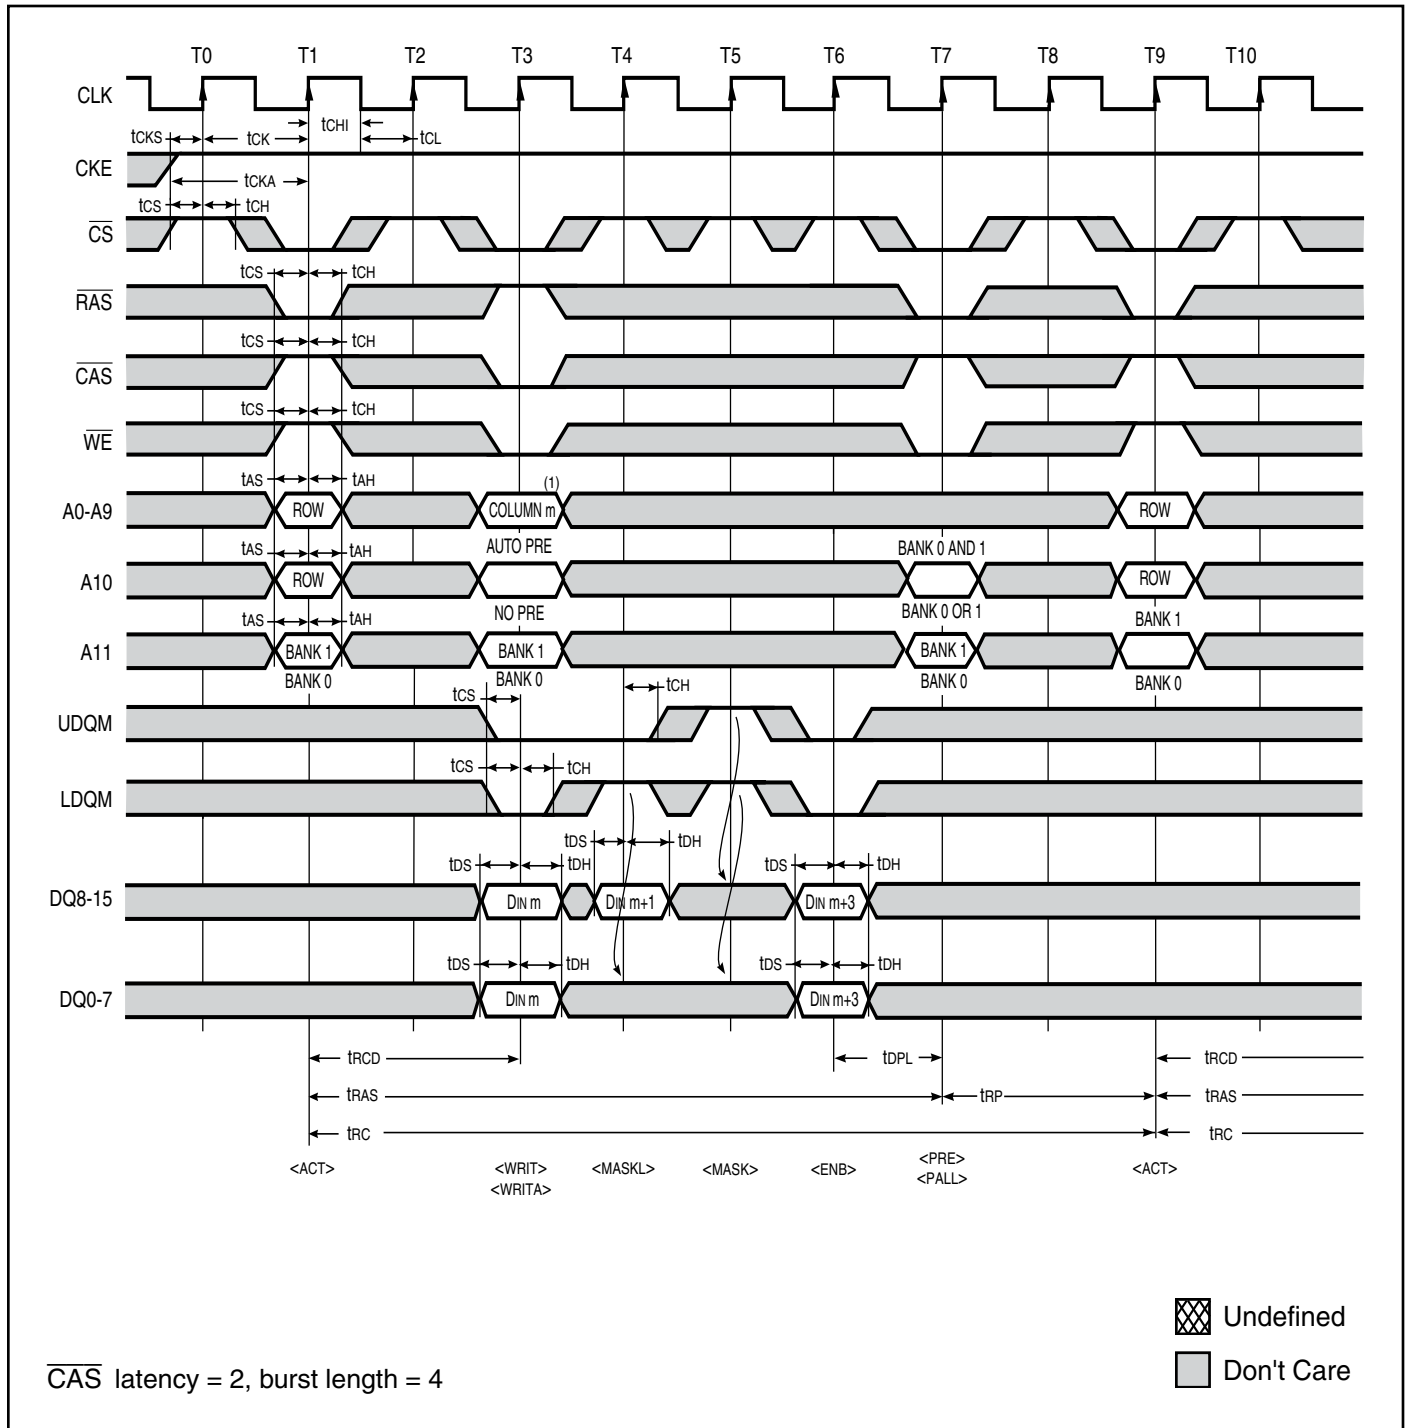 T0 T1 T2 T3 T4 T5 T6 T7 T8 T9 T10
CLK
tCHI
tCKS tCK tCL
CKE
tCKA
tCS tCH
CS
tCS tCH
RAS
tCS tCH
CAS
tCS tCH
WE
tAS tAH
(1)
A0-A9 ROW COLUMN m ROW
tAS tAH AUTO PRE BANK 0 AND 1
A10 ROW ROW
NO PRE BANK 0 OR 1
tAS tAH BANK 1
A11 BANK 1 BANK 1 BANK 1
BANK 0 BANK 0 BANK 0 BANK 0
tCS tCH
UDQM
tCS tCH
LDQM
tDS tDH
tDS tDH tDS tDH
DQ8-15 DIN m DIN m+1 DIN m+3
tDS tDH tDS tDH
DQ0-7 DIN m DIN m+3
tRCD tDPL tRCD
tRAS tRP tRAS
tRC tRC
<ACT> <WRIT> <MASKL> <MASK> <ENB> <PRE> <ACT>
<WRITA> <PALL>
Undefined
Don't Care
CAS latency = 2, burst length = 4